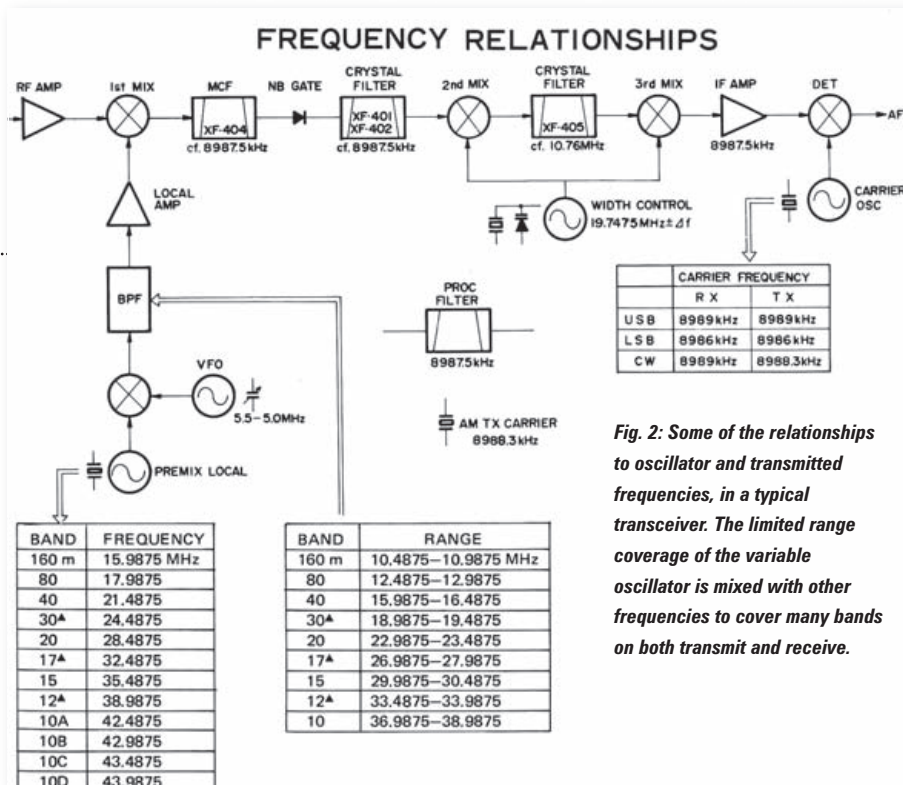 FREQUENCY RELATIONSHIPS
RF AMP
1st MIX
MCF
XF-404
cf. 8987.5kHz
NB GATE
CRYSTAL
FILTER
XF-401
XF-402
cf. 8987.5kHz
2nd MIX
CRYSTAL
FILTER
XF-405
cf. 10.76MHz
3rd MIX
IF AMP
8987.5kHz
DET
AF
LOCAL
AMP
WIDTH CONTROL
19.7475MHz±Δf
CARRIER
OSC
BPF
PROC
FILTER
8987.5kHz
CARRIER FREQUENCY
RX TX
USB 8989kHz 8989kHz
LSB 8986kHz 8986kHz
CW 8989kHz 8988.3kHz
VFO
5.5-5.0MHz
AM TX CARRIER
8988.3kHz
PREMIX LOCAL
BAND FREQUENCY
160 m 15.9875 MHz
80 17.9875
40 21.4875
30▲ 24.4875
20 28.4875
17▲ 32.4875
15 35.4875
12▲ 38.9875
10A 42.4875
10B 42.9875
10C 43.4875
10D 43.9875
BAND RANGE
160 m 10.4875–10.9875 MHz
80 12.4875–12.9875
40 15.9875–16.4875
30▲ 18.9875–19.4875
20 22.9875–23.4875
17▲ 26.9875–27.9875
15 29.9875–30.4875
12▲ 33.4875–33.9875
10 36.9875–38.9875
Fig. 2: Some of the relationships
to oscillator and transmitted
frequencies, in a typical
transceiver. The limited range
coverage of the variable
oscillator is mixed with other
frequencies to cover many bands
on both transmit and receive.